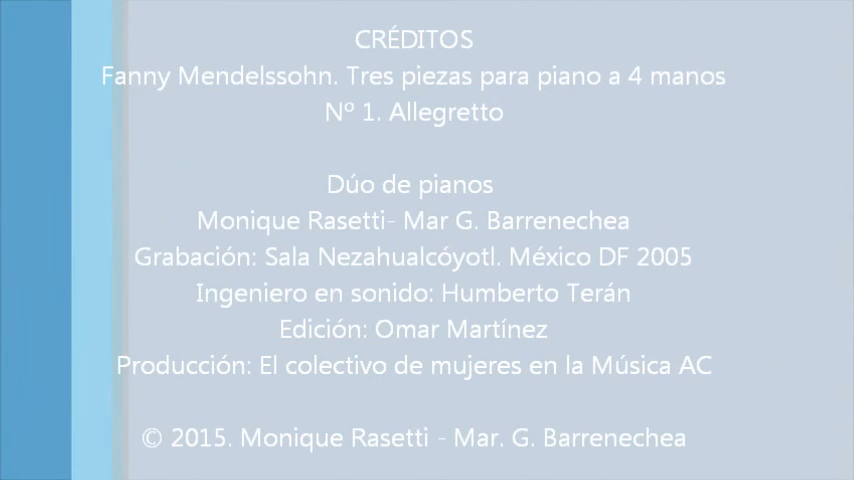 CRÉDITOS
Fanny Mendelssohn. Tres piezas para piano a 4 manos
Nº 1. Allegretto
Dúo de pianos
Monique Rasetti- Mar G. Barrenechea
Grabación: Sala Nezahualcóyotl. México DF 2005
Ingeniero en sonido: Humberto Terán
Edición: Omar Martínez
Producción: El colectivo de mujeres en la Música AC
© 2015. Monique Rasetti - Mar. G. Barrenechea